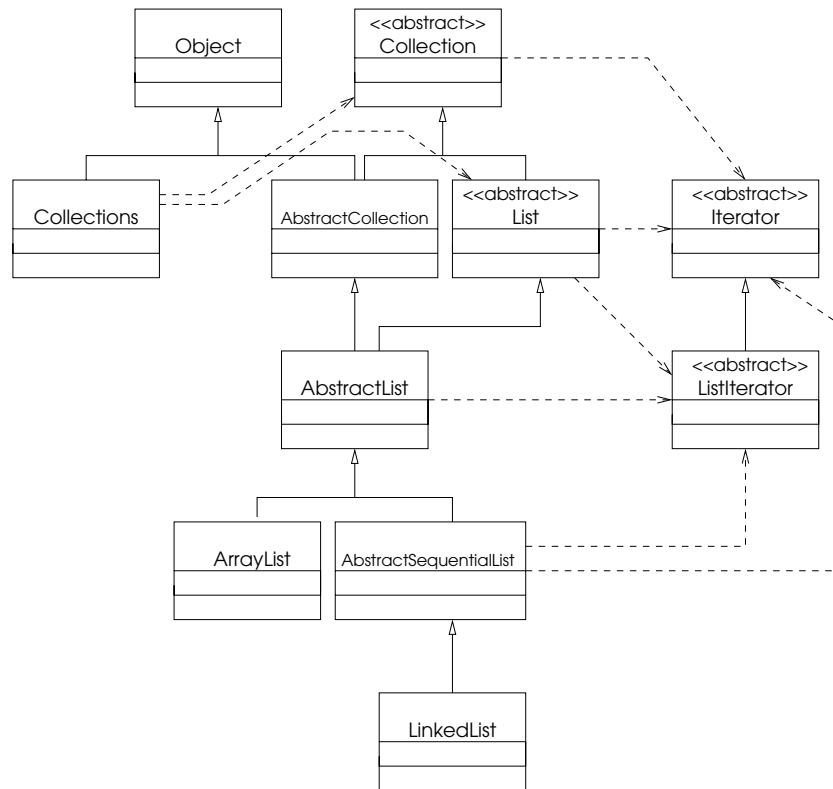 Object
<<abstract>>
Collection
Collections
AbstractCollection
<<abstract>>
List
<<abstract>>
Iterator
AbstractList
<<abstract>>
ListIterator
ArrayList
AbstractSequentialList
LinkedList